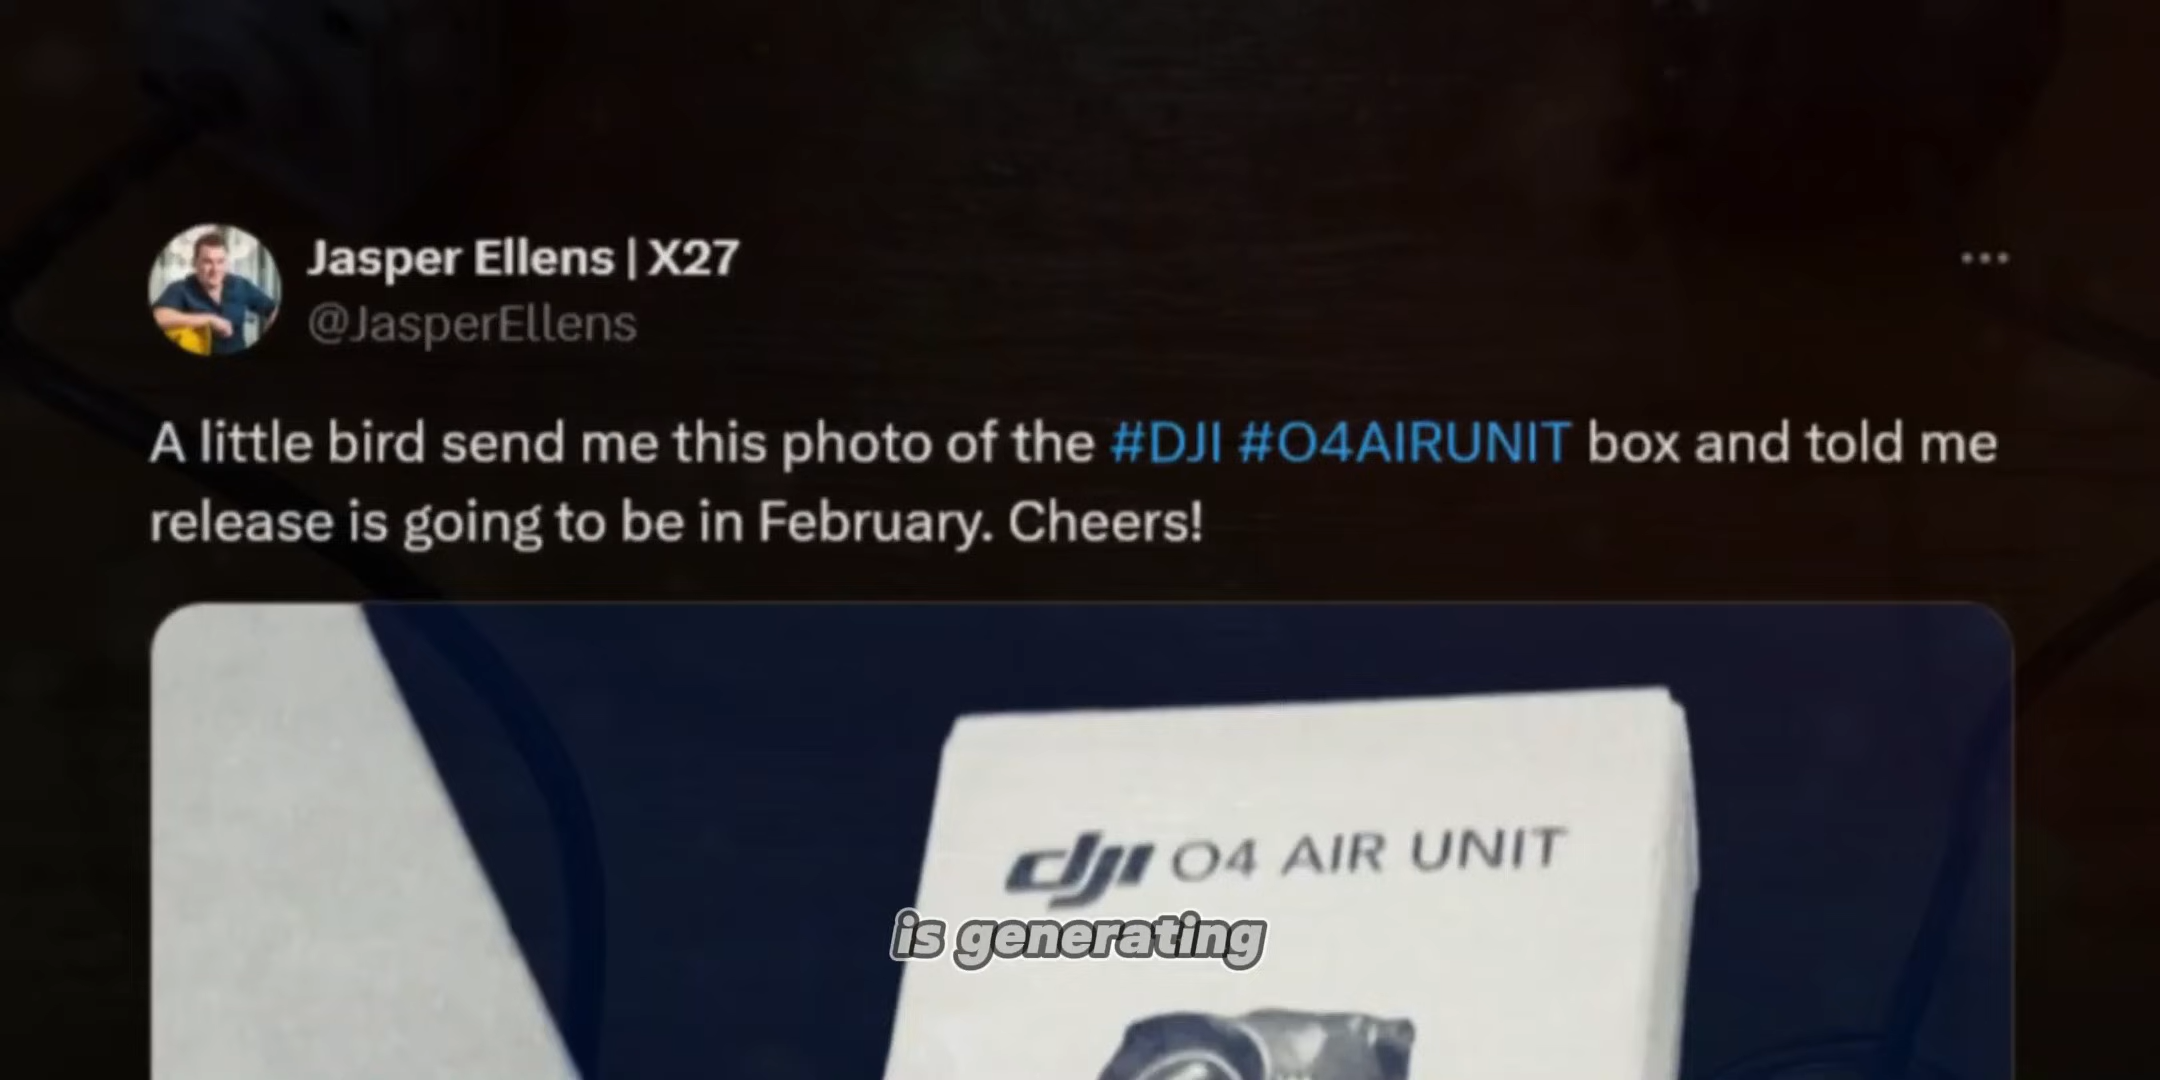 Jasper Ellens | X27
@JasperEllens
A little bird send me this photo of the #DJI #O4AIRUNIT box and told me
release is going to be in February. Cheers!
dji O4 AIR UNIT
is generating